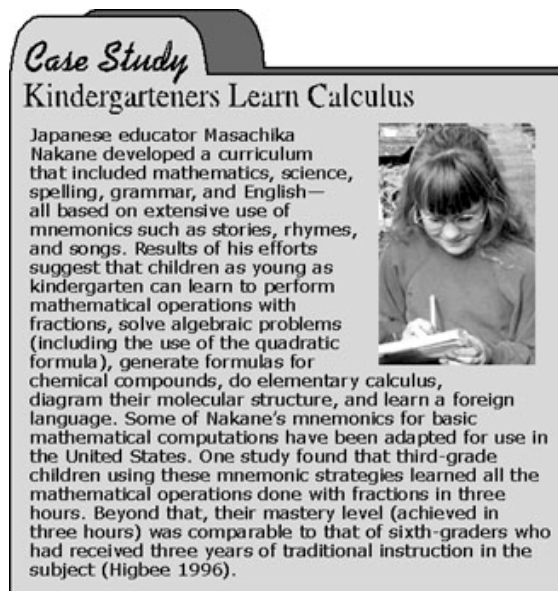 Case Study
Kindergarteners Learn Calculus
Japanese educator Masachika
Nakane developed a curriculum
that included mathematics, science,
spelling, grammar, and English—
all based on extensive use of
mnemonics such as stories, rhymes,
and songs. Results of his efforts
suggest that children as young as
kindergarten can learn to perform
mathematical operations with
fractions, solve algebraic problems
(including the use of the quadratic
formula), generate formulas for
chemical compounds, do elementary calculus,
diagram their molecular structure, and learn a foreign
language. Some of Nakane's mnemonics for basic
mathematical computations have been adapted for use in
the United States. One study found that third-grade
children using these mnemonic strategies learned all the
mathematical operations done with fractions in three
hours. Beyond that, their mastery level (achieved in
three hours) was comparable to that of sixth-graders who
had received three years of traditional instruction in the
subject (Higbee 1996).